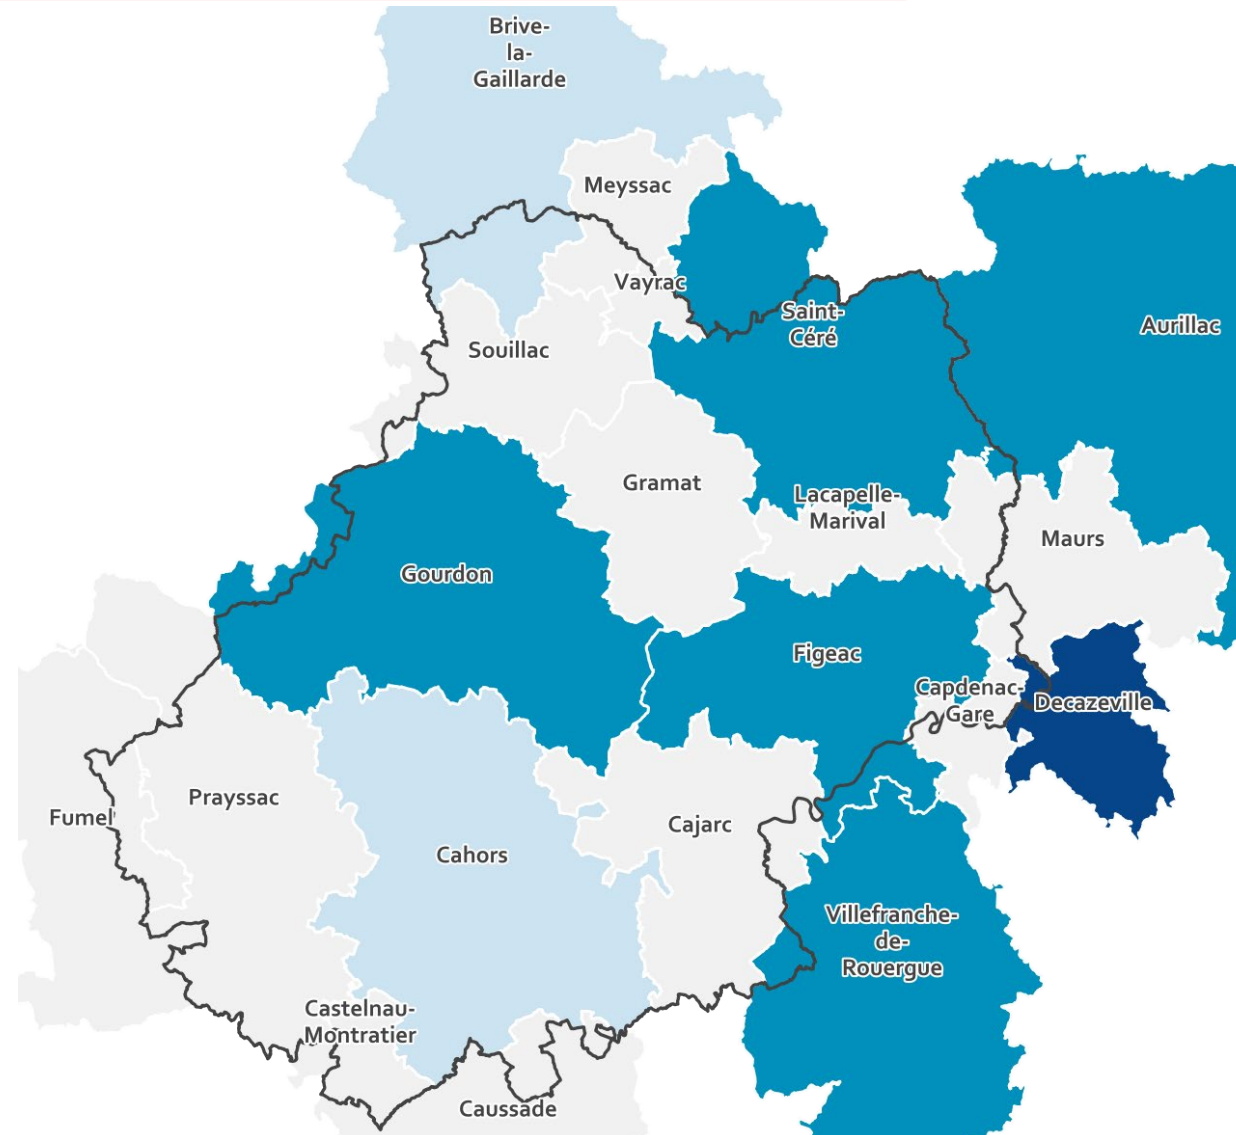 Brive-
la-
Gaillarde
Meyssac
Vayrac
Saint-
Céré
Aurillac
Souillac
Gramat
Lacapelle-
Marival
Maurs
Gourdon
Figeac
Capdenac-
Gare
Decazeville
Prayssac
Fumel
Cajarc
Cahors
Villefranche-
de-
Rouergue
Castelnau-
Montratier
Caussade